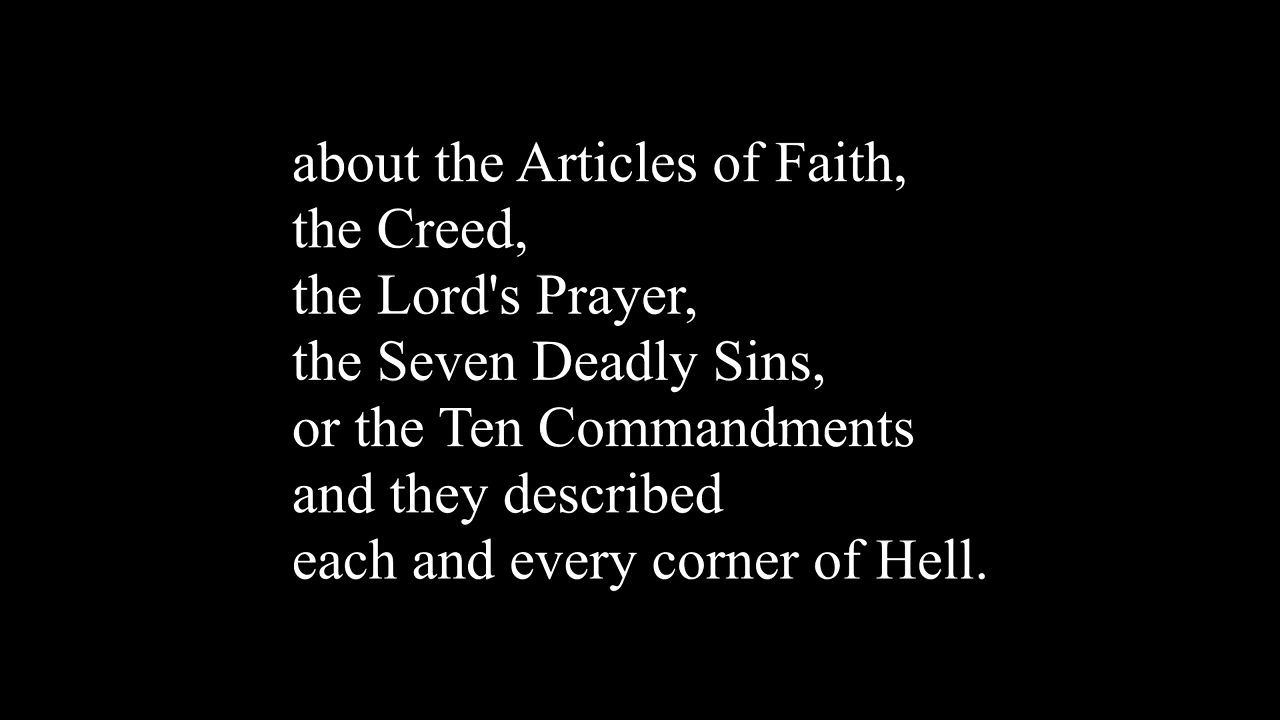 about the Articles of Faith,
the Creed,
the Lord's Prayer,
the Seven Deadly Sins,
or the Ten Commandments
and they described
each and every corner of Hell.